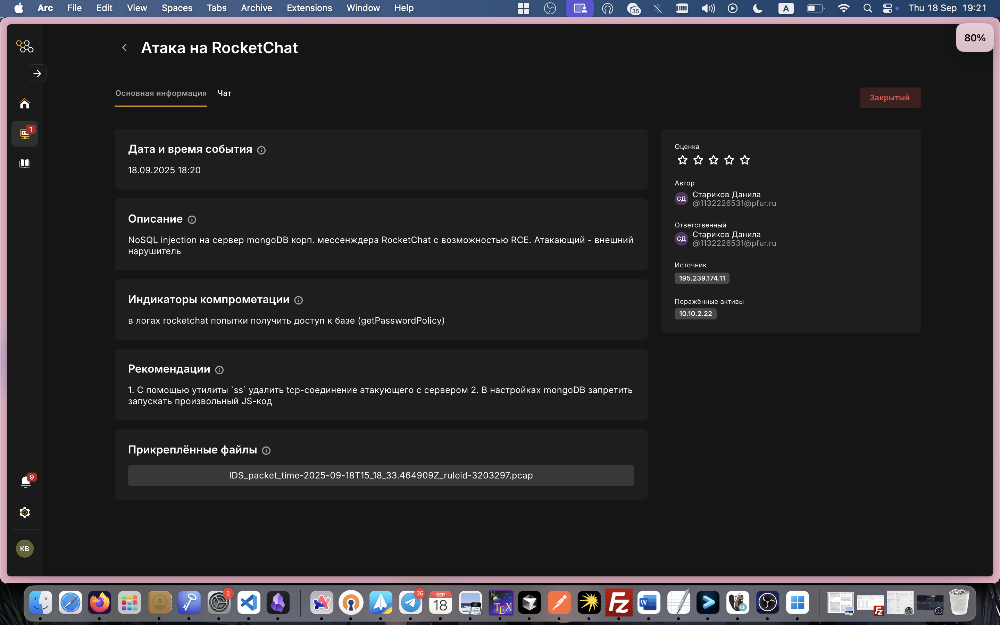 Arc File Edit View Spaces Tabs Archive Extensions Window Help 35 A Thu 18 Sep 19:21
80%
Атака на RocketChat
Основная информация Чат
Закрытый
1
Дата и время события
18.09.2025 18:20
Описание
NoSQL injection на сервер mongoDB корп. мессенждера RocketChat с возможностью RCE. Атакающий - внешний
нарушитель
Индикаторы компрометации
в логах rocketchat попытки получить доступ к базе (getPasswordPolicy)
Рекомендации
1. С помощью утилиты `ss` удалить tcp-соединение атакующего с сервером 2. В настройках mongoDB запретить
запускать произвольный JS-код
Прикреплённые файлы
IDS_packet_time-2025-09-18T15_18_33.464909Z_ruleid-3203297.pcap
Оценка
Автор
СД Стариков Данила
@1132226531@pfur.ru
Ответственный
СД Стариков Данила
@1132226531@pfur.ru
Источник
195.239.174.11
Поражённые активы
10.10.2.22
9
КВ
2 35 SEP
18 TEX Fz W CE Fz